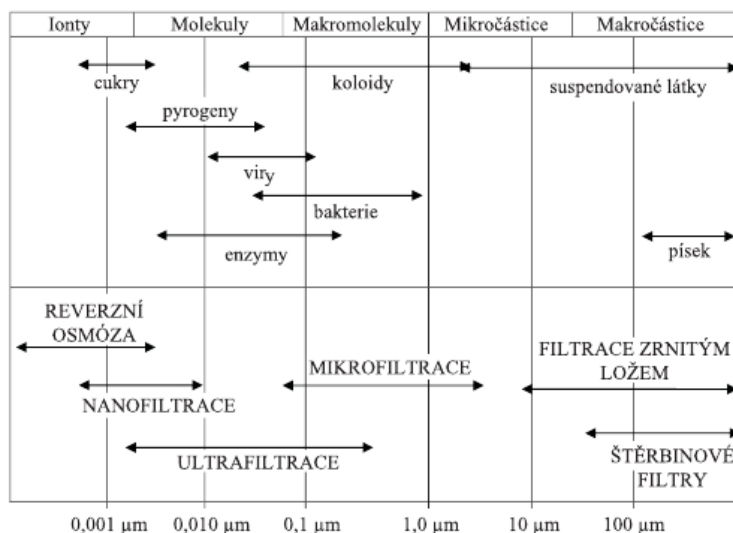 Ionty Molekuly Makromolekuly Mikročástice Makročástice
cukry koloidy suspendované látky
pyrogeny
viry
bakterie
enzymy písek
REVERZNÍ
OSMÓZA
MIKROFILTRACE FILTRACE ZRNITÝM
LOŽEM
NANOFILTRACE
ULTRAFILTRACE ŠTĚRBINOVÉ
FILTRY
0,001 µm 0,010 µm 0,1 µm 1,0 µm 10 µm 100 µm